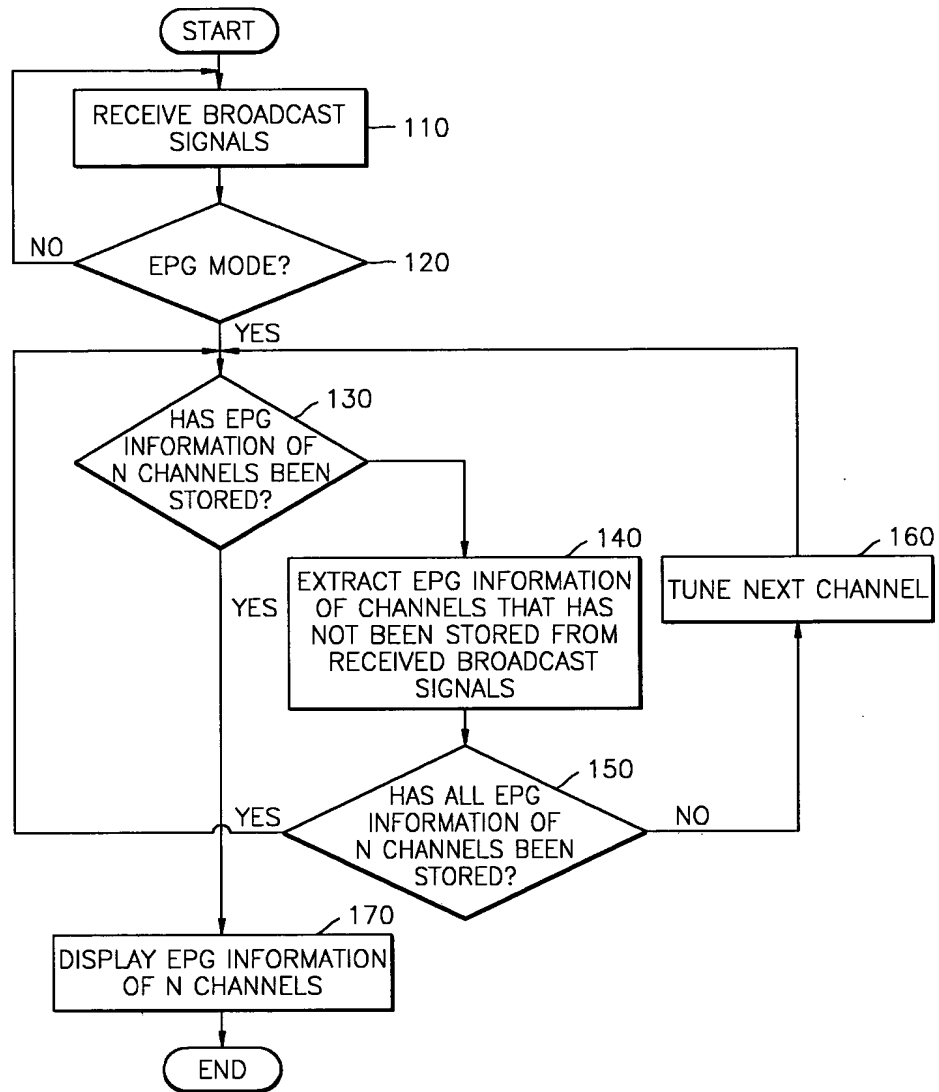 START
RECEIVE BROADCAST
SIGNALS
110
NO
EPG MODE?
120
YES
130
HAS EPG
INFORMATION OF
N CHANNELS BEEN
STORED?
140
160
EXTRACT EPG INFORMATION
OF CHANNELS THAT HAS
NOT BEEN STORED FROM
RECEIVED BROADCAST
SIGNALS
TUNE NEXT CHANNEL
YES
150
YES
HAS ALL EPG
INFORMATION OF
N CHANNELS BEEN
STORED?
NO
170
DISPLAY EPG INFORMATION
OF N CHANNELS
END